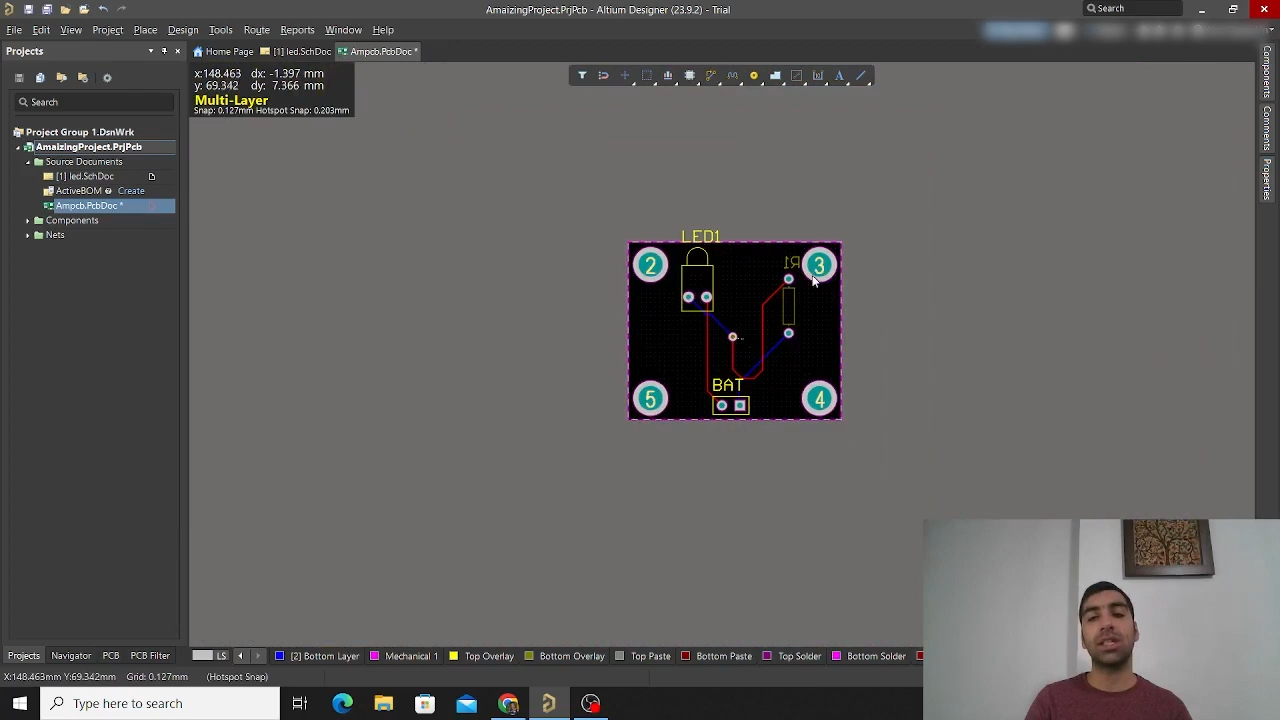 AmaizingProject.PrjPcb - Altium Designer (23.9.2) - Trial
Search
File Edit View Project Place Design Tools Route Reports Window Help
Projects
Home Page [1] led.SchDoc Ampcb.PcbDoc *
x:148.463 dx: -1.397 mm
y: 69.342 dy: 7.366 mm
Multi-Layer
Snap: 0.127mm Hotspot Snap: 0.203mm
Search
Project Group 1.DsnWrk
AmaizingProject.PrjPcb
Source Documents
[1] led.SchDoc
ActiveBOM Create
Ampcb.PcbDoc *
Components
Nets
Components
Comments
Properties
LED1
2
R1
3
5
BAT
4
Projects Navigator PCB PCB Filter
LS [2] Bottom Layer Mechanical 1 Top Overlay Bottom Overlay Top Paste Bottom Paste Top Solder Bottom Solder
X:148.463mm Y:69.342mm Grid: 0.127mm (Hotspot Snap)
Type here to search